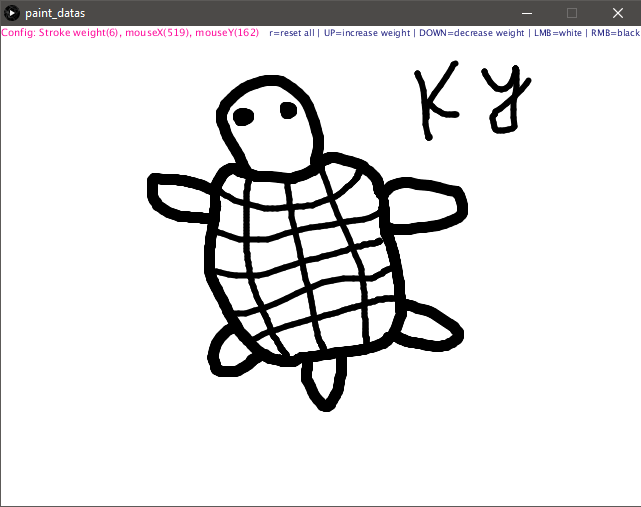 paint_datas
Config: Stroke weight(6), mouseX(519), mouseY(162) r=reset all | UP=increase weight | DOWN=decrease weight | LMB=white | RMB=black
KY